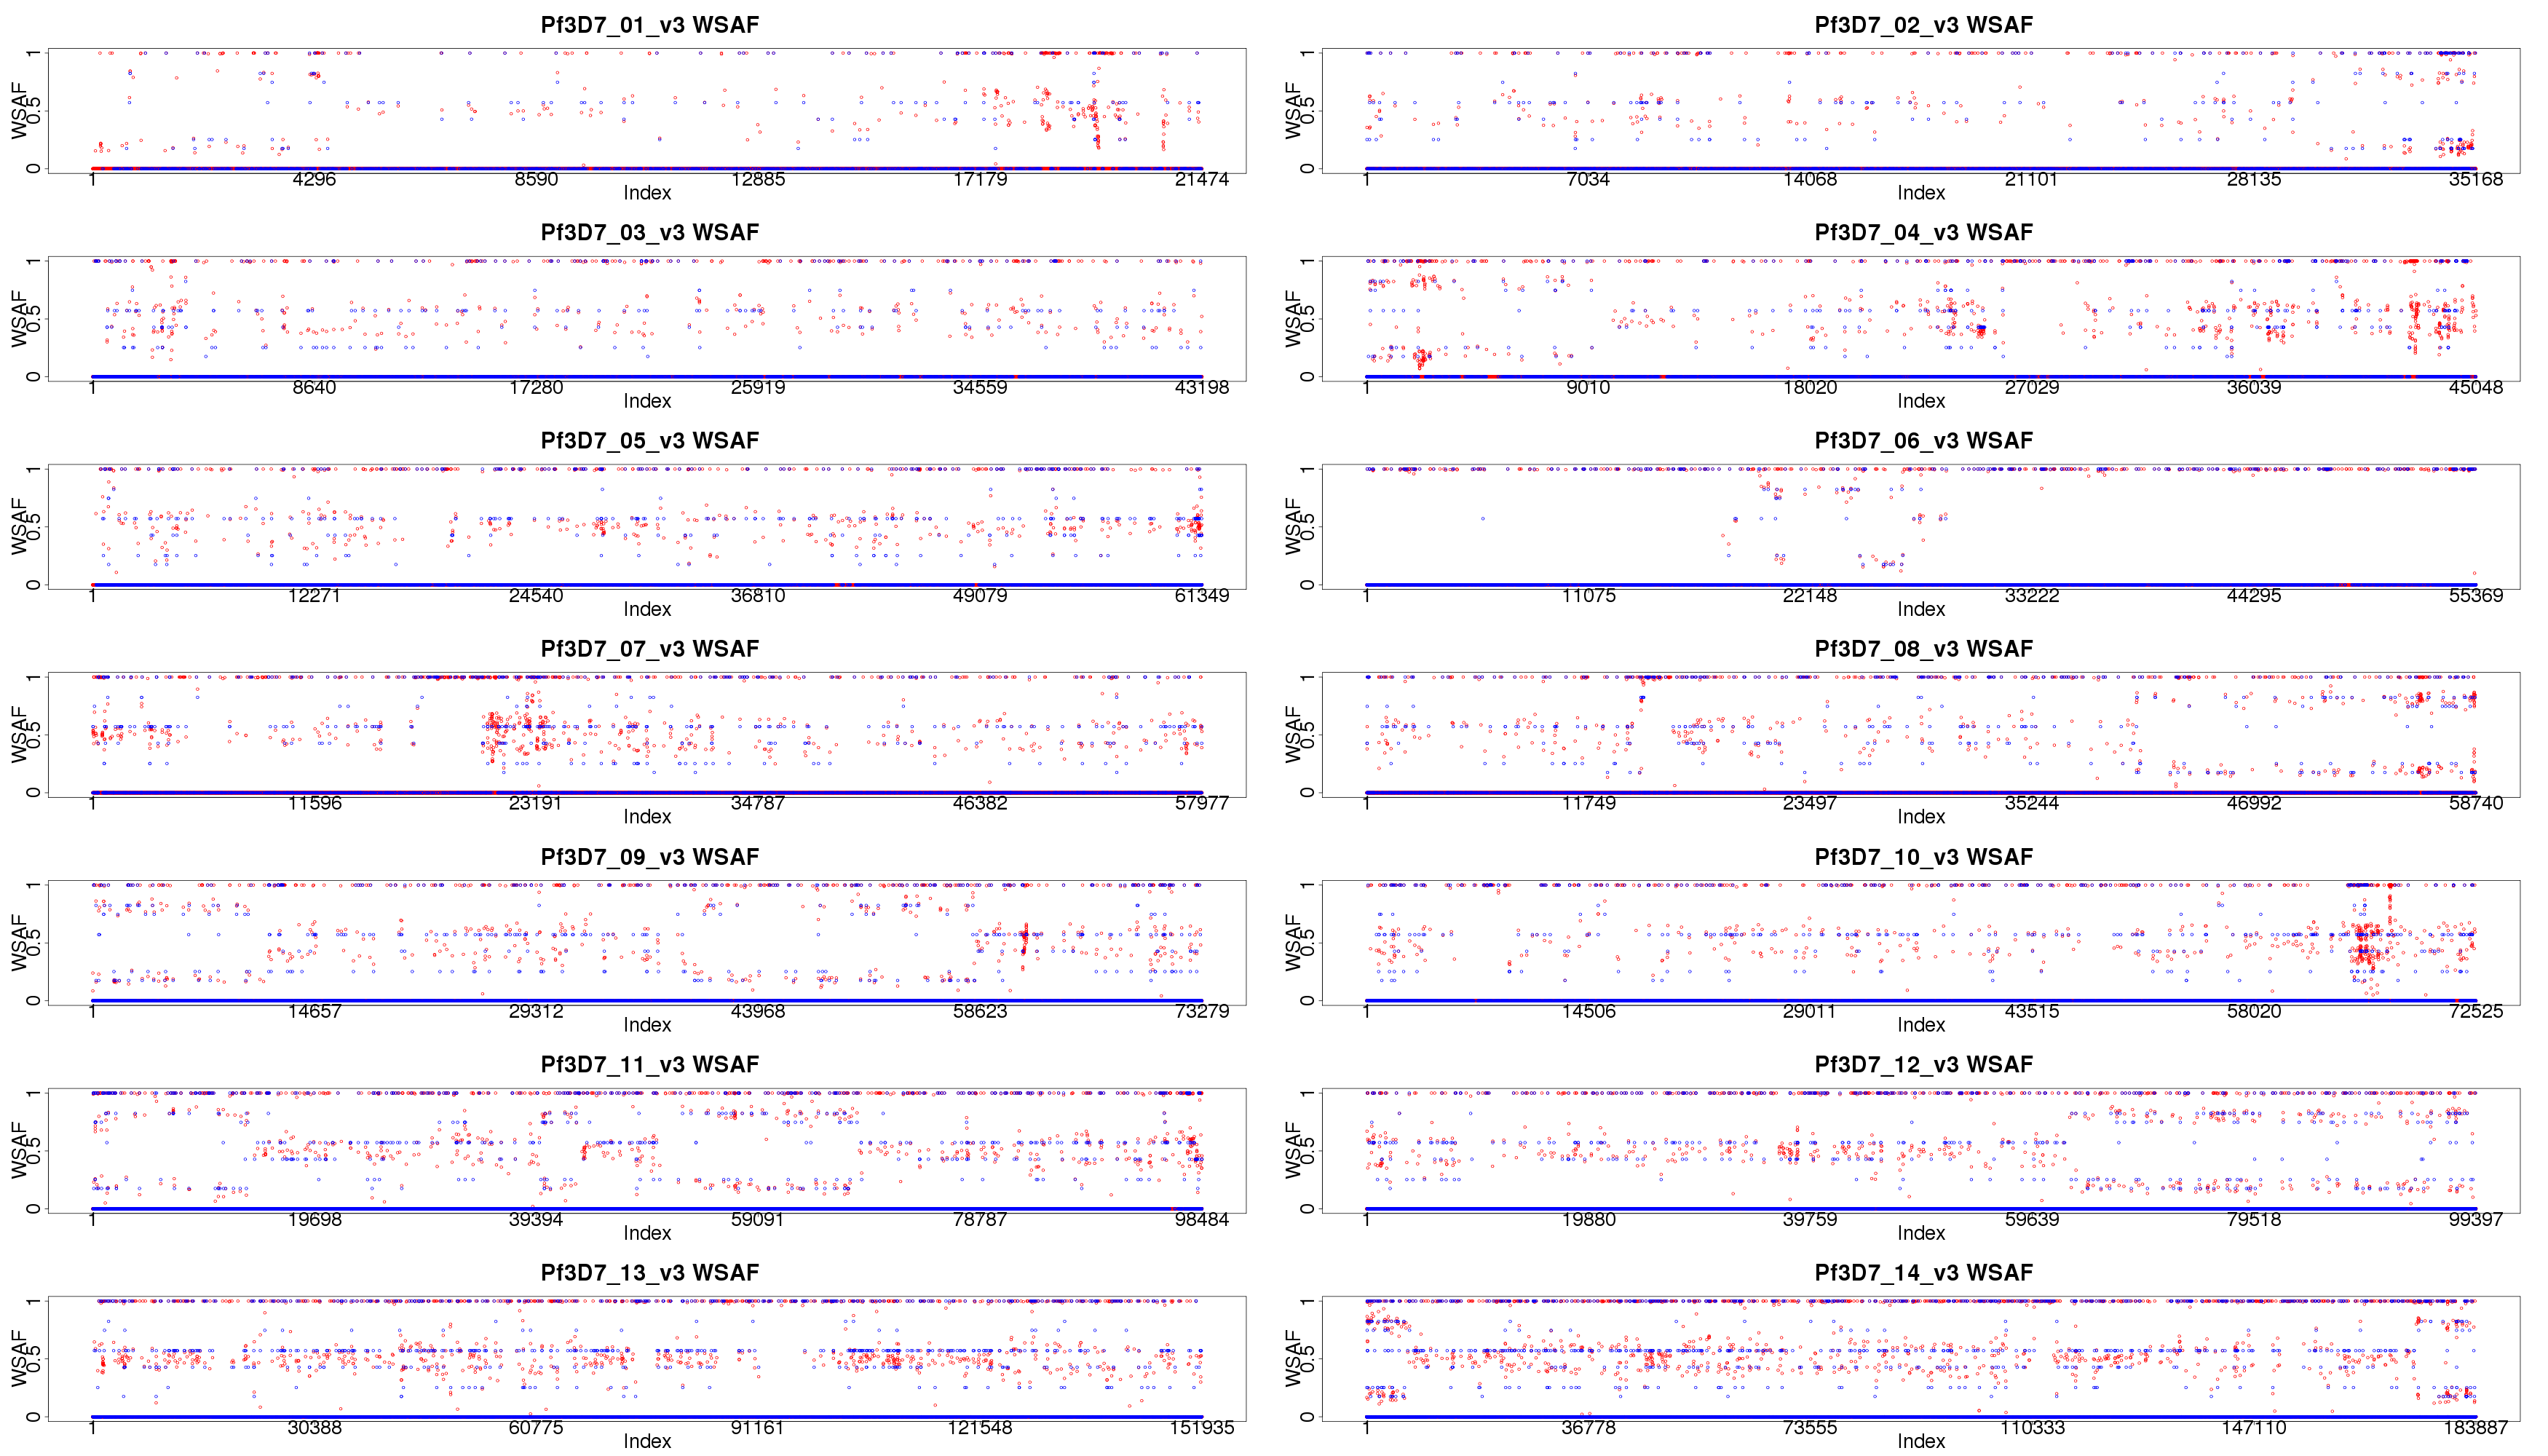 Pf3D7_01_v3 WSAF
WSAF
0 0.5 1
1 4296 8590 12885 17179 21474
Index
Pf3D7_02_v3 WSAF
WSAF
0 0.5 1
1 7034 14068 21101 28135 35168
Index
Pf3D7_03_v3 WSAF
WSAF
0 0.5 1
1 8640 17280 25919 34559 43198
Index
Pf3D7_04_v3 WSAF
WSAF
0 0.5 1
1 9010 18020 27029 36039 45048
Index
Pf3D7_05_v3 WSAF
WSAF
0 0.5 1
1 12271 24540 36810 49079 61349
Index
Pf3D7_06_v3 WSAF
WSAF
0 0.5 1
1 11075 22148 33222 44295 55369
Index
Pf3D7_07_v3 WSAF
WSAF
0 0.5 1
1 11596 23191 34787 46382 57977
Index
Pf3D7_08_v3 WSAF
WSAF
0 0.5 1
1 11749 23497 35244 46992 58740
Index
Pf3D7_09_v3 WSAF
WSAF
0 0.5 1
1 14657 29312 43968 58623 73279
Index
Pf3D7_10_v3 WSAF
WSAF
0 0.5 1
1 14506 29011 43515 58020 72525
Index
Pf3D7_11_v3 WSAF
WSAF
0 0.5 1
1 19698 39394 59091 78787 98484
Index
Pf3D7_12_v3 WSAF
WSAF
0 0.5 1
1 19880 39759 59639 79518 99397
Index
Pf3D7_13_v3 WSAF
WSAF
0 0.5 1
1 30388 60775 91161 121548 151935
Index
Pf3D7_14_v3 WSAF
WSAF
0 0.5 1
1 36778 73555 110333 147110 183887
Index